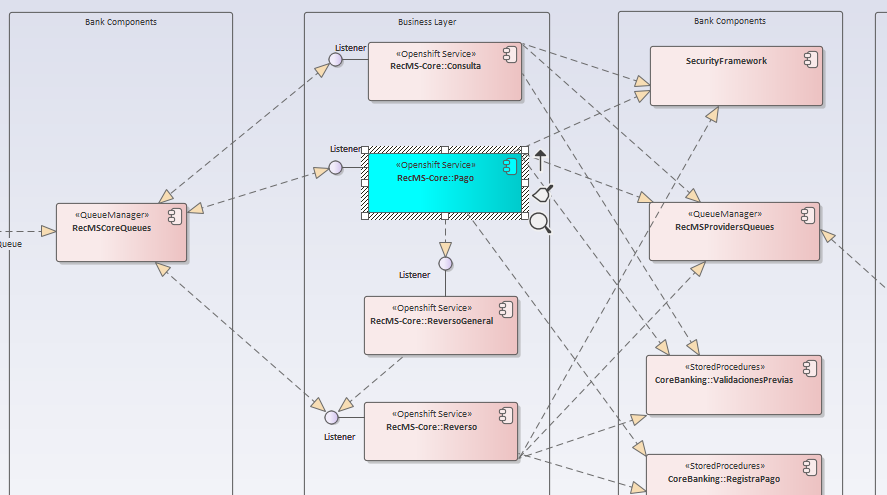 Bank Components
Business Layer
Bank Components
Listener
«Openshift Service»
RecMS-Core::Consulta
SecurityFramework
Listener
«Openshift Service»
RecMS-Core::Pago
«QueueManager»
RecMSCoreQueues
Queue
«QueueManager»
RecMSProvidersQueues
Listener
«Openshift Service»
RecMS-Core::ReversoGeneral
«StoredProcedures»
CoreBanking::ValidacionesPrevias
«Openshift Service»
RecMS-Core::Reverso
Listener
«StoredProcedures»
CoreBanking::RegistraPago